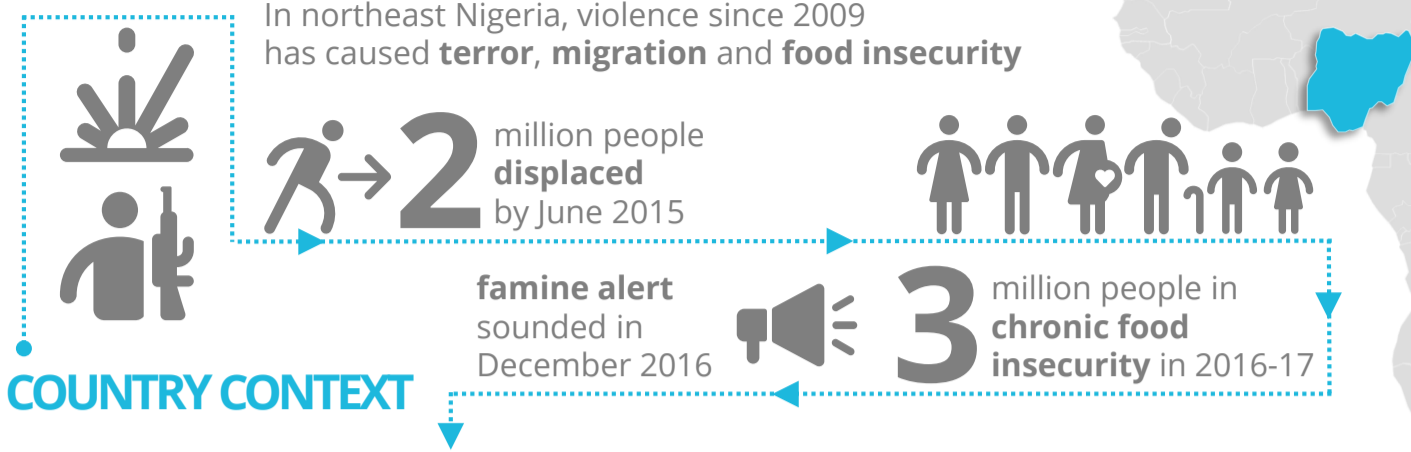 In northeast Nigeria, violence since 2009
has caused terror, migration and food insecurity
2
million people
displaced
by June 2015
3
million people in
chronic food
insecurity in 2016-17
famine alert
sounded in
December 2016
COUNTRY CONTEXT